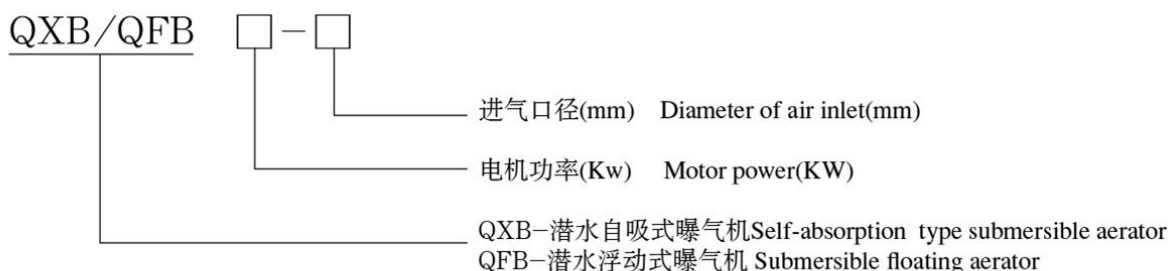 QXB/QFB □-□
进气口径(mm) Diameter of air inlet(mm)
电机功率(Kw) Motor power(KW)
QXB-潜水自吸式曝气机Self-absorption type submersible aerator
QFB-潜水浮动式曝气机 Submersible floating aerator